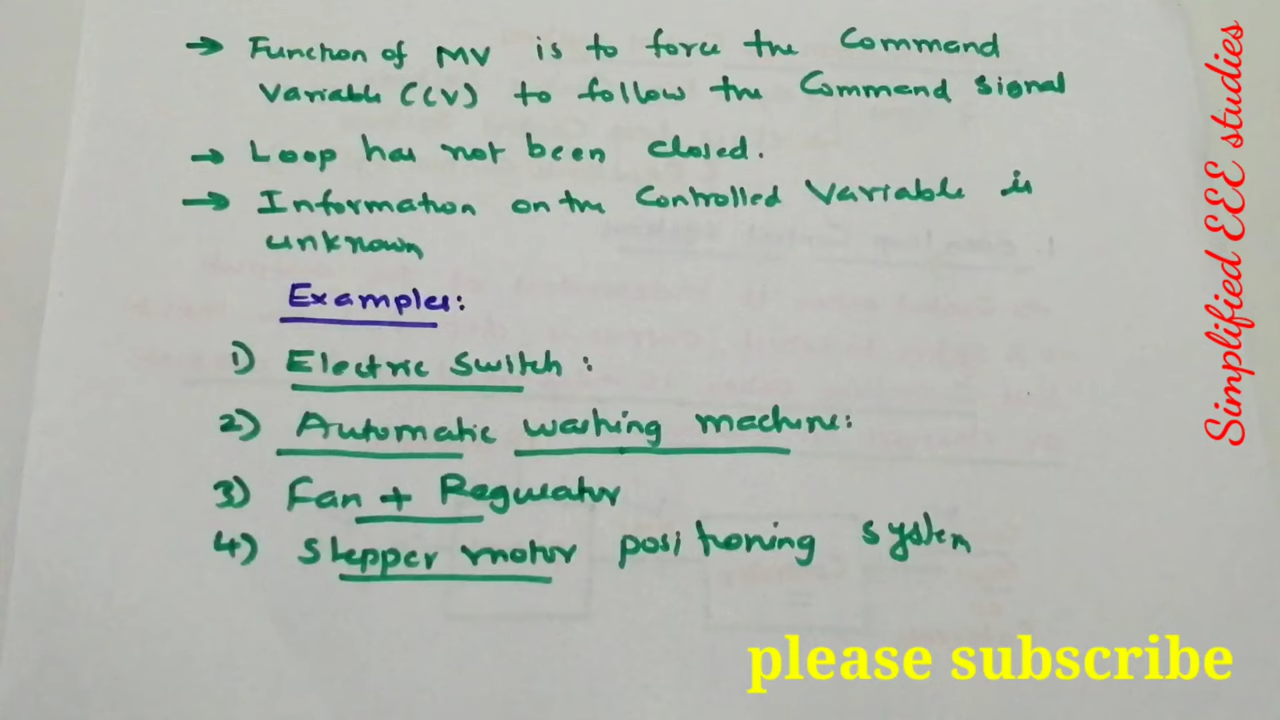 → Function of MV is to force the Command
Variable (CV) to follow the Command Signal
→ Loop has not been closed.
→ Information on the Controlled Variable is
unknown
Examples:
1) Electric Switch:
2) Automatic washing machine:
3) Fan + Regulator
4) Stepper motor positioning system
Simplified EEE studies
please subscribe